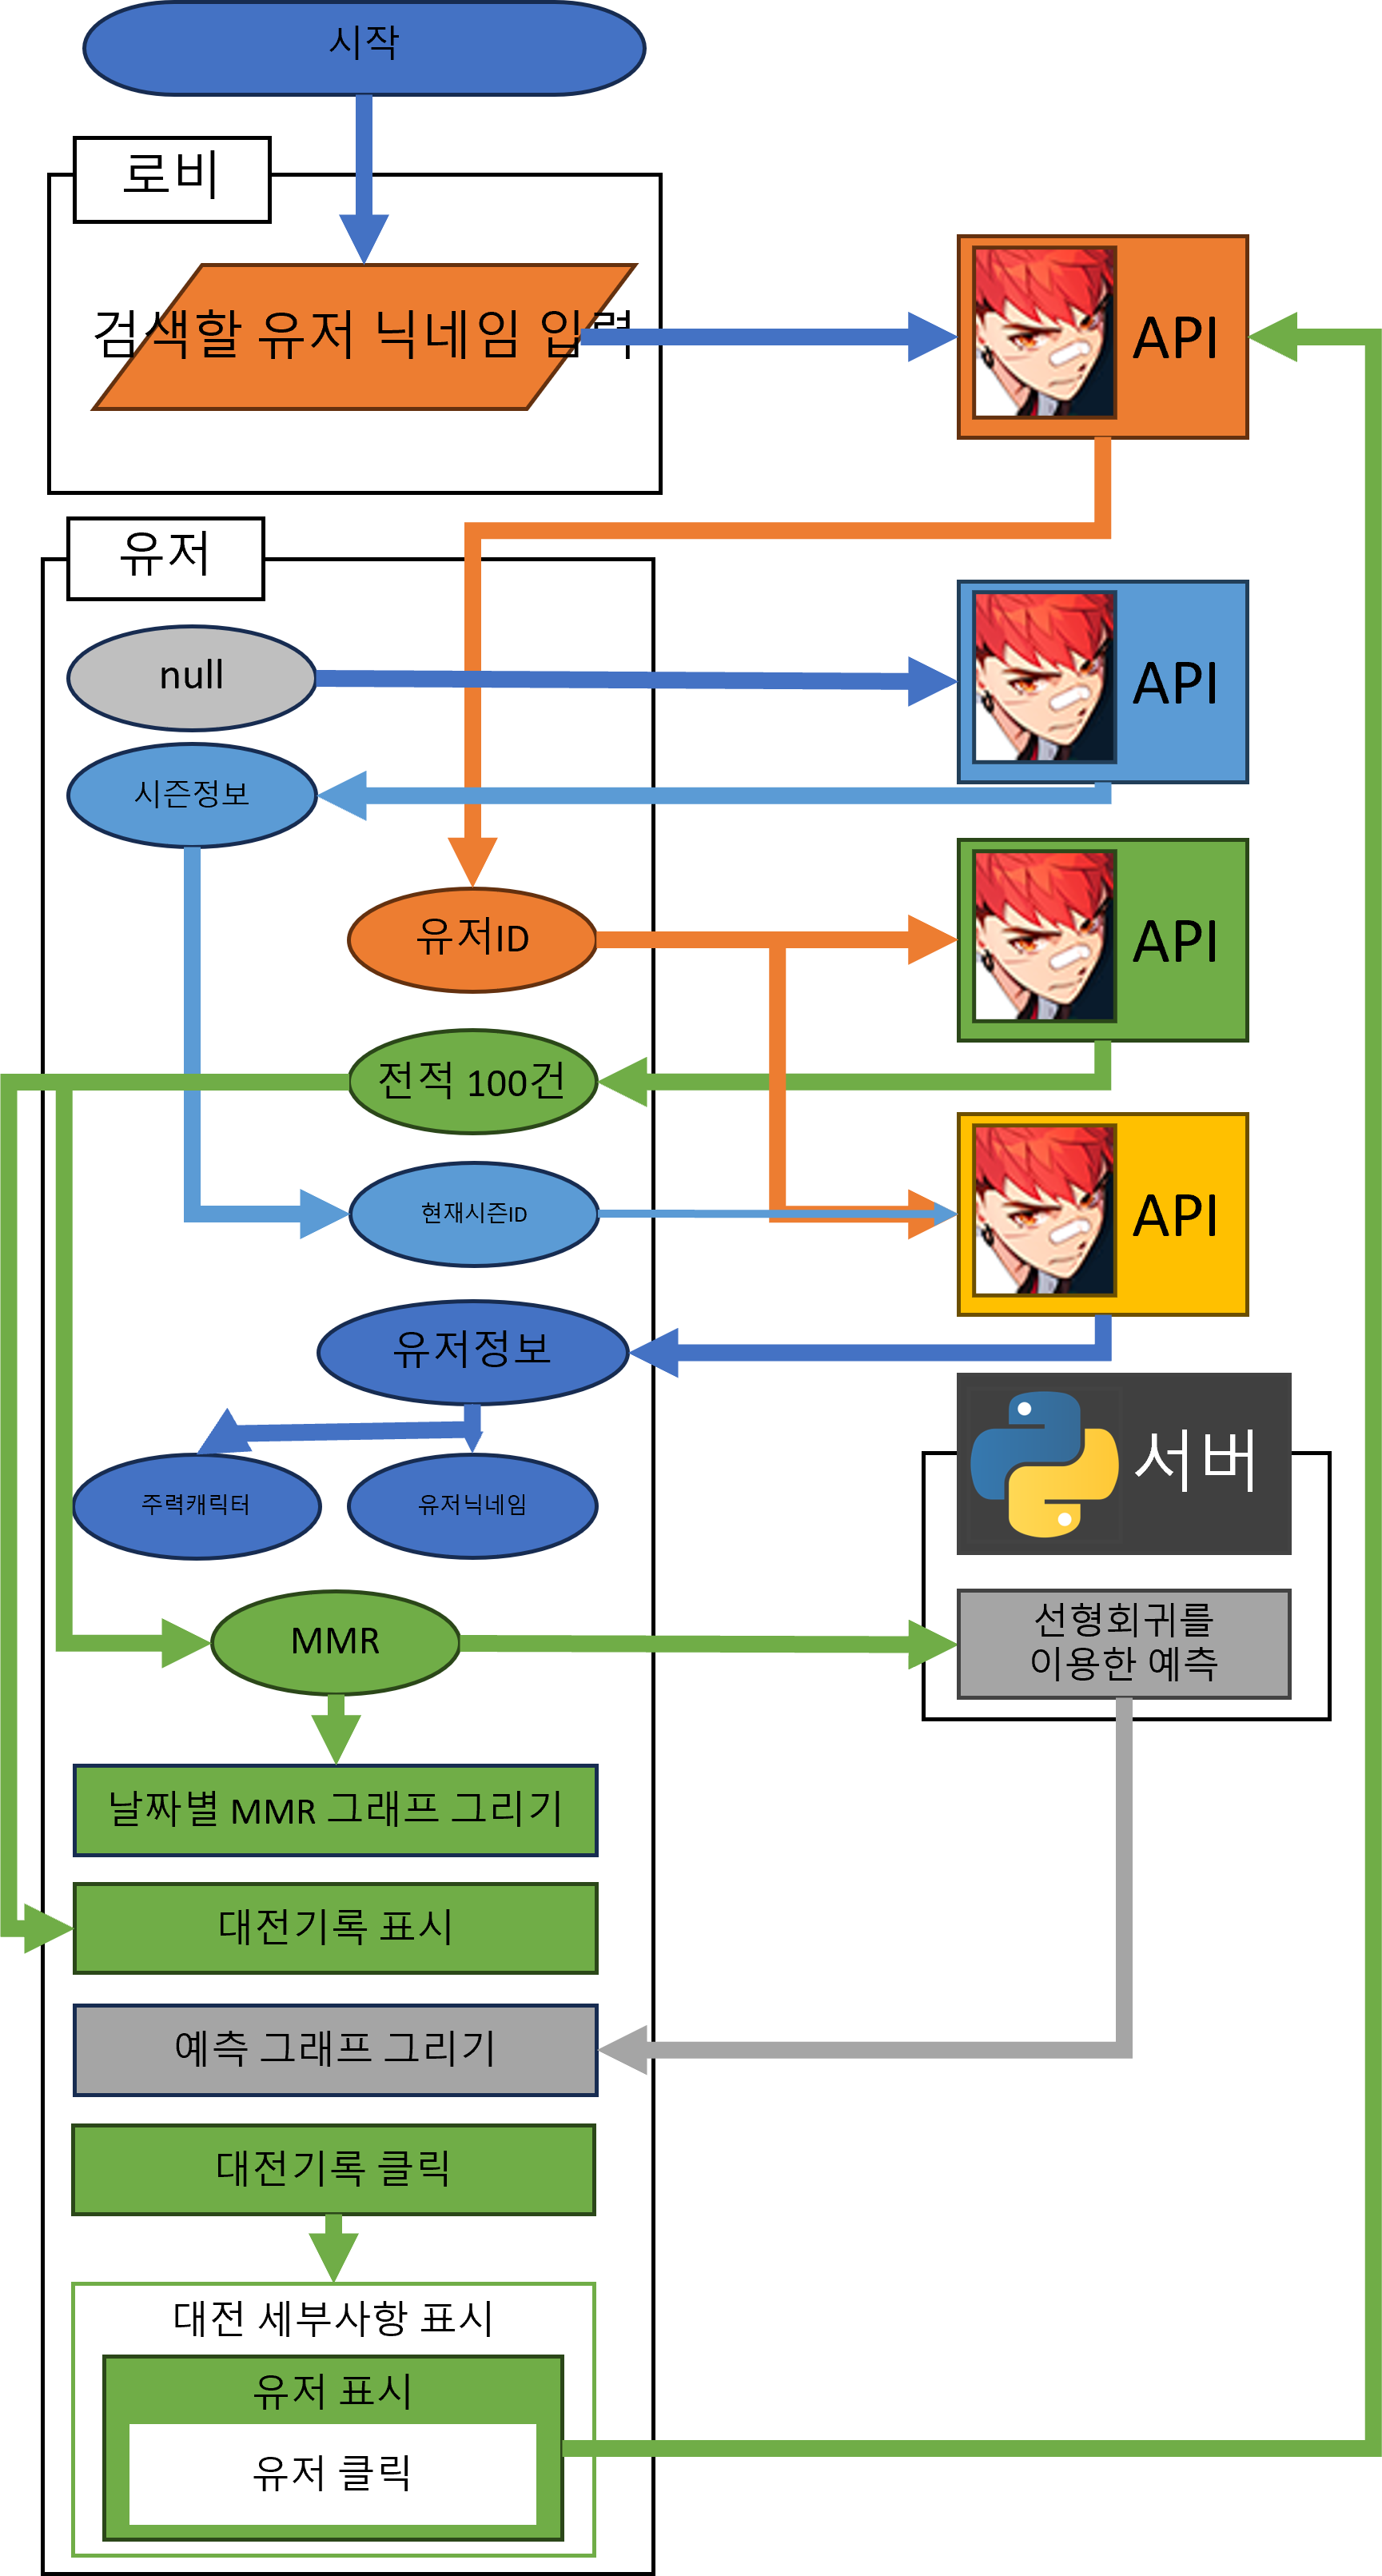 시작
로비
검색할 유저 닉네임 입력
API
유저
null
API
시즌정보
유저ID
API
전적 100건
현재시즌ID
API
유저정보
서버
주력캐릭터
유저닉네임
선형회귀를
이용한 예측
MMR
날짜별 MMR 그래프 그리기
대전기록 표시
예측 그래프 그리기
대전기록 클릭
대전 세부사항 표시
유저 표시
유저 클릭